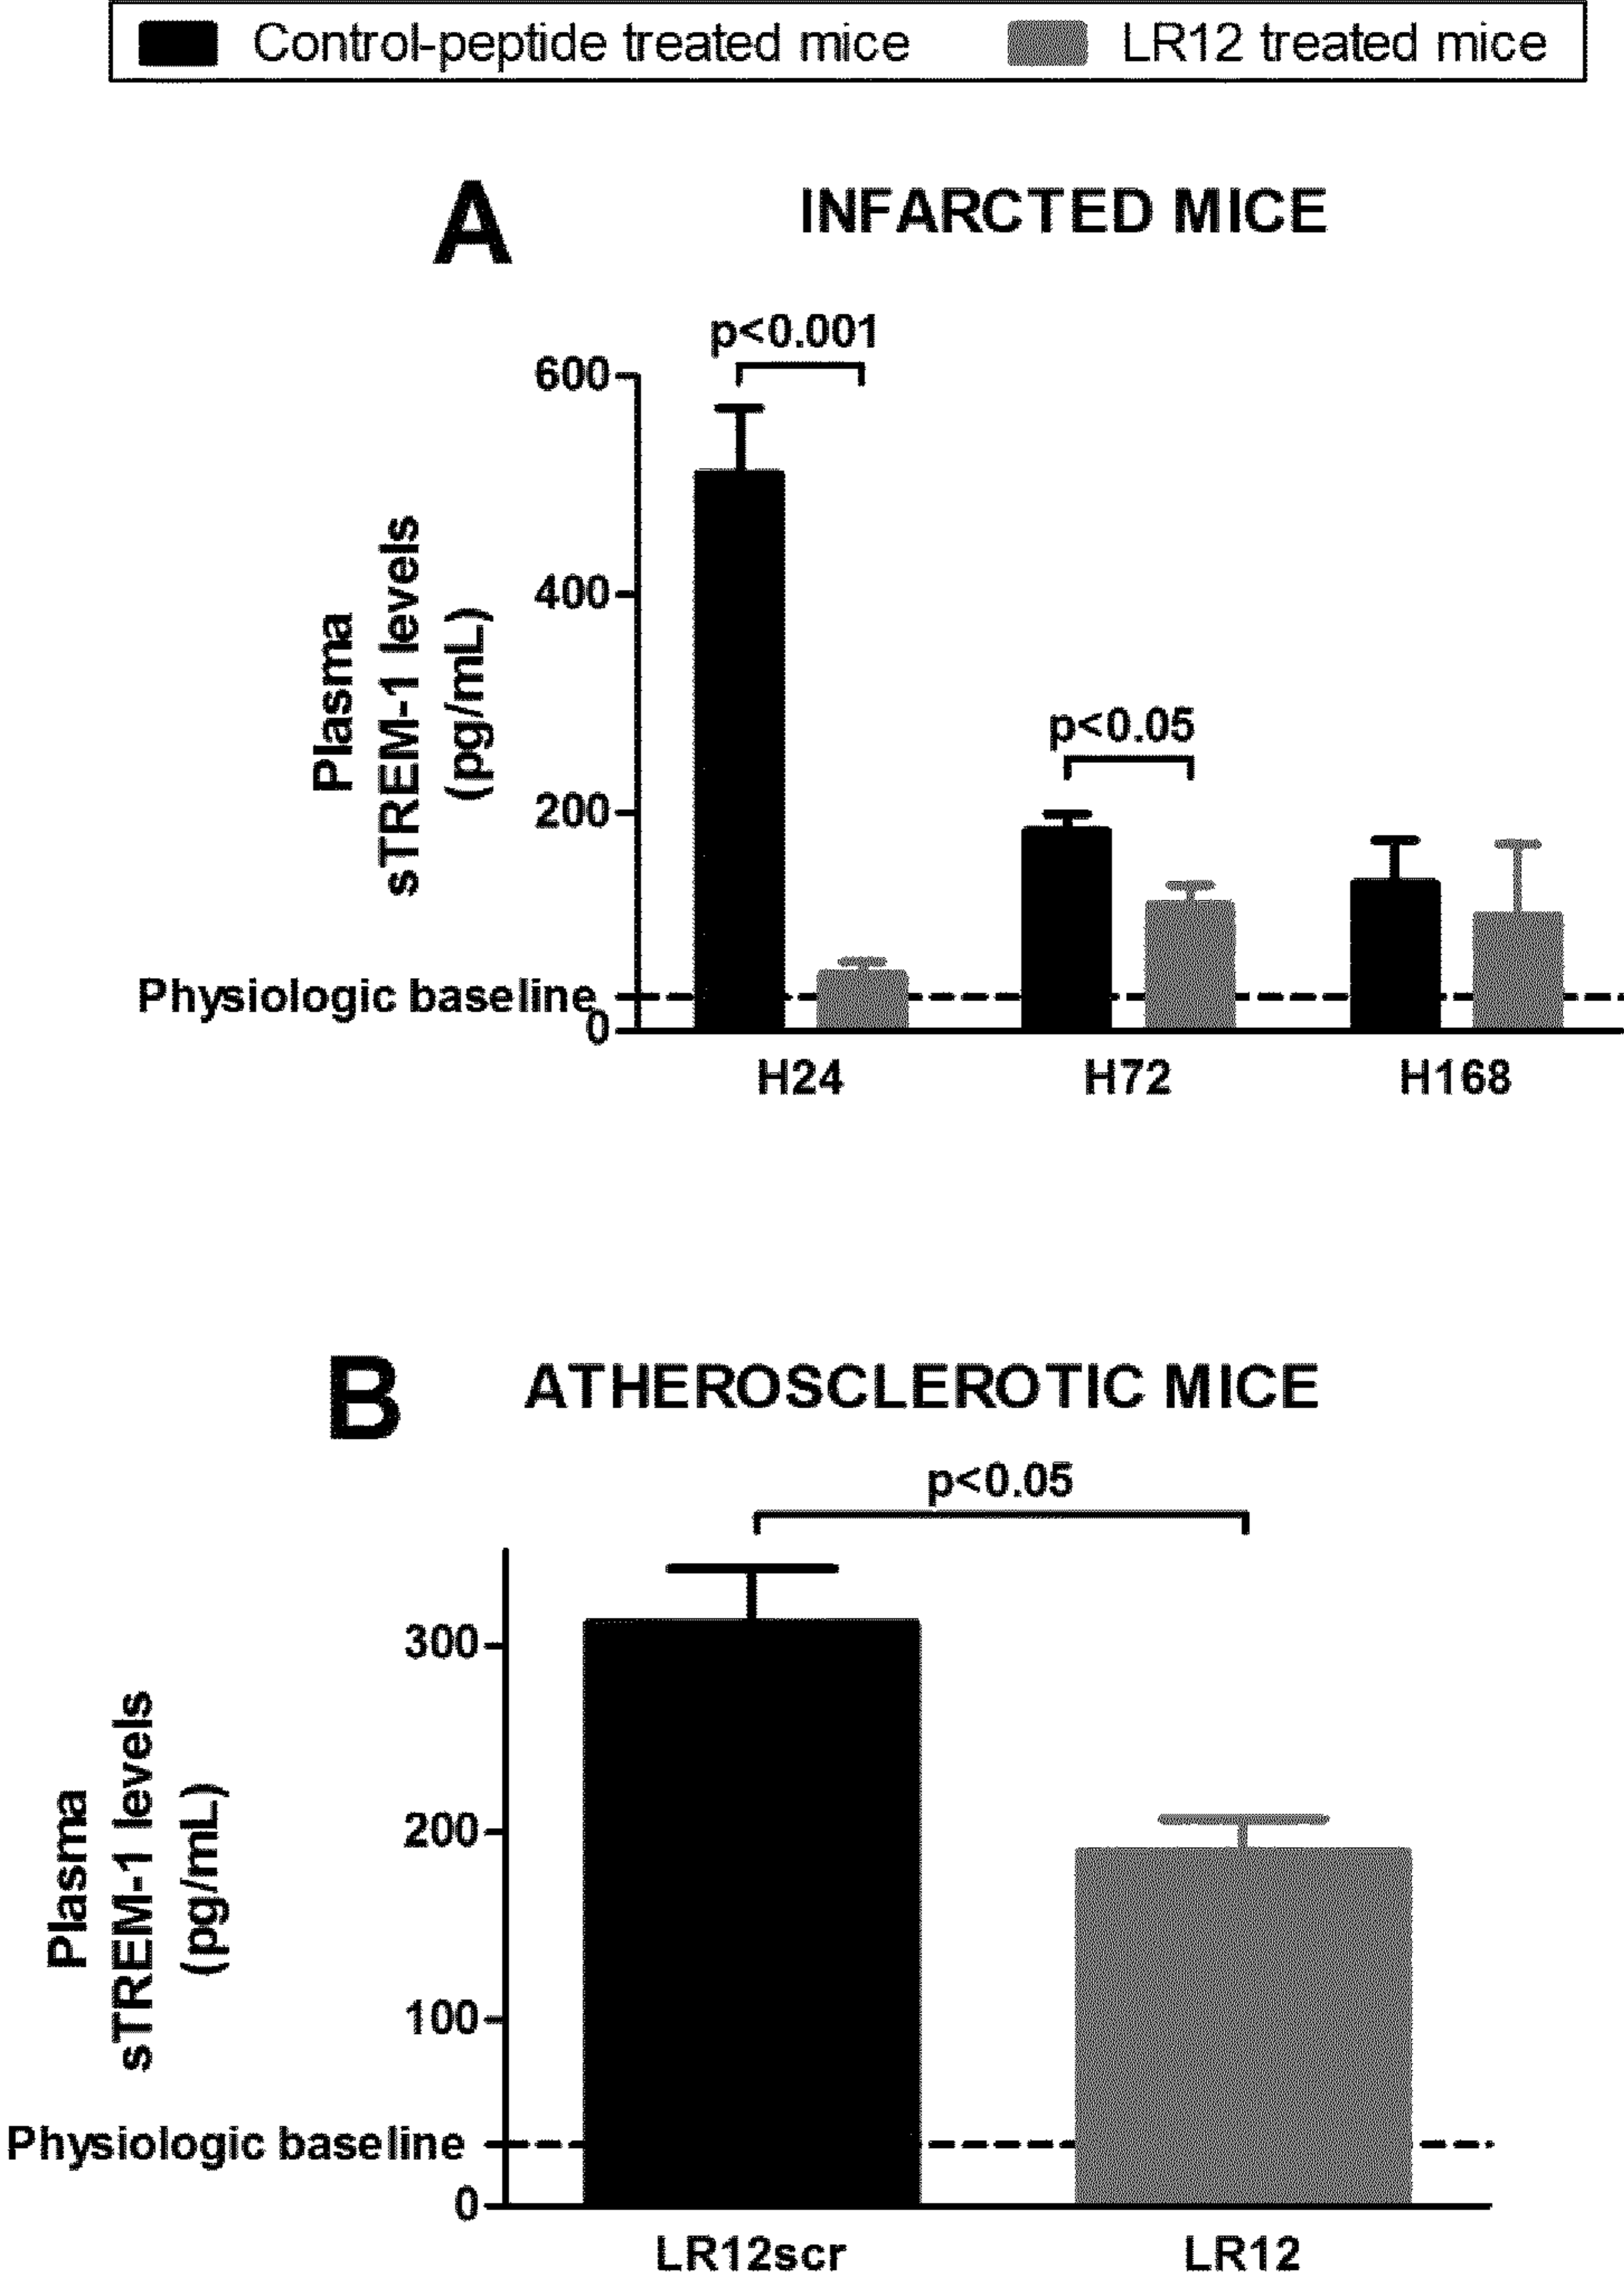 Control-peptide treated mice LR12 treated mice
A INFARCTED MICE
p<0.001
600
400
200
0
Plasma
sTREM-1 levels
(pg/mL)
p<0.05
Physiologic baseline
H24 H72 H168
B ATHEROSCLEROTIC MICE
p<0.05
300
200
100
0
Plasma
sTREM-1 levels
(pg/mL)
Physiologic baseline
LR12scr LR12